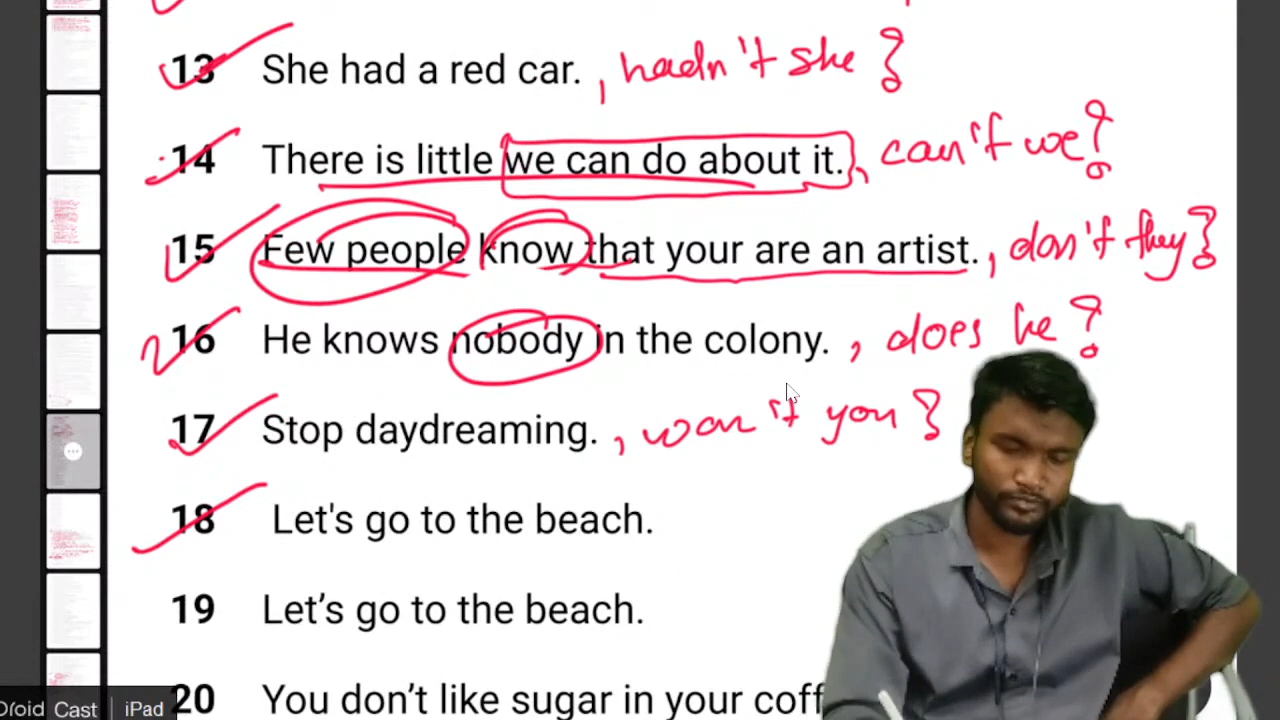 13 She had a red car. , hadn't she?
14 There is little we can do about it. , can't we?
15 Few people know that your are an artist. , don't they?
16 He knows nobody in the colony. , does he?
17 Stop daydreaming. , won't you?
18 Let's go to the beach.
19 Let’s go to the beach.
20 You don’t like sugar in your coff
Droid Cast iPad